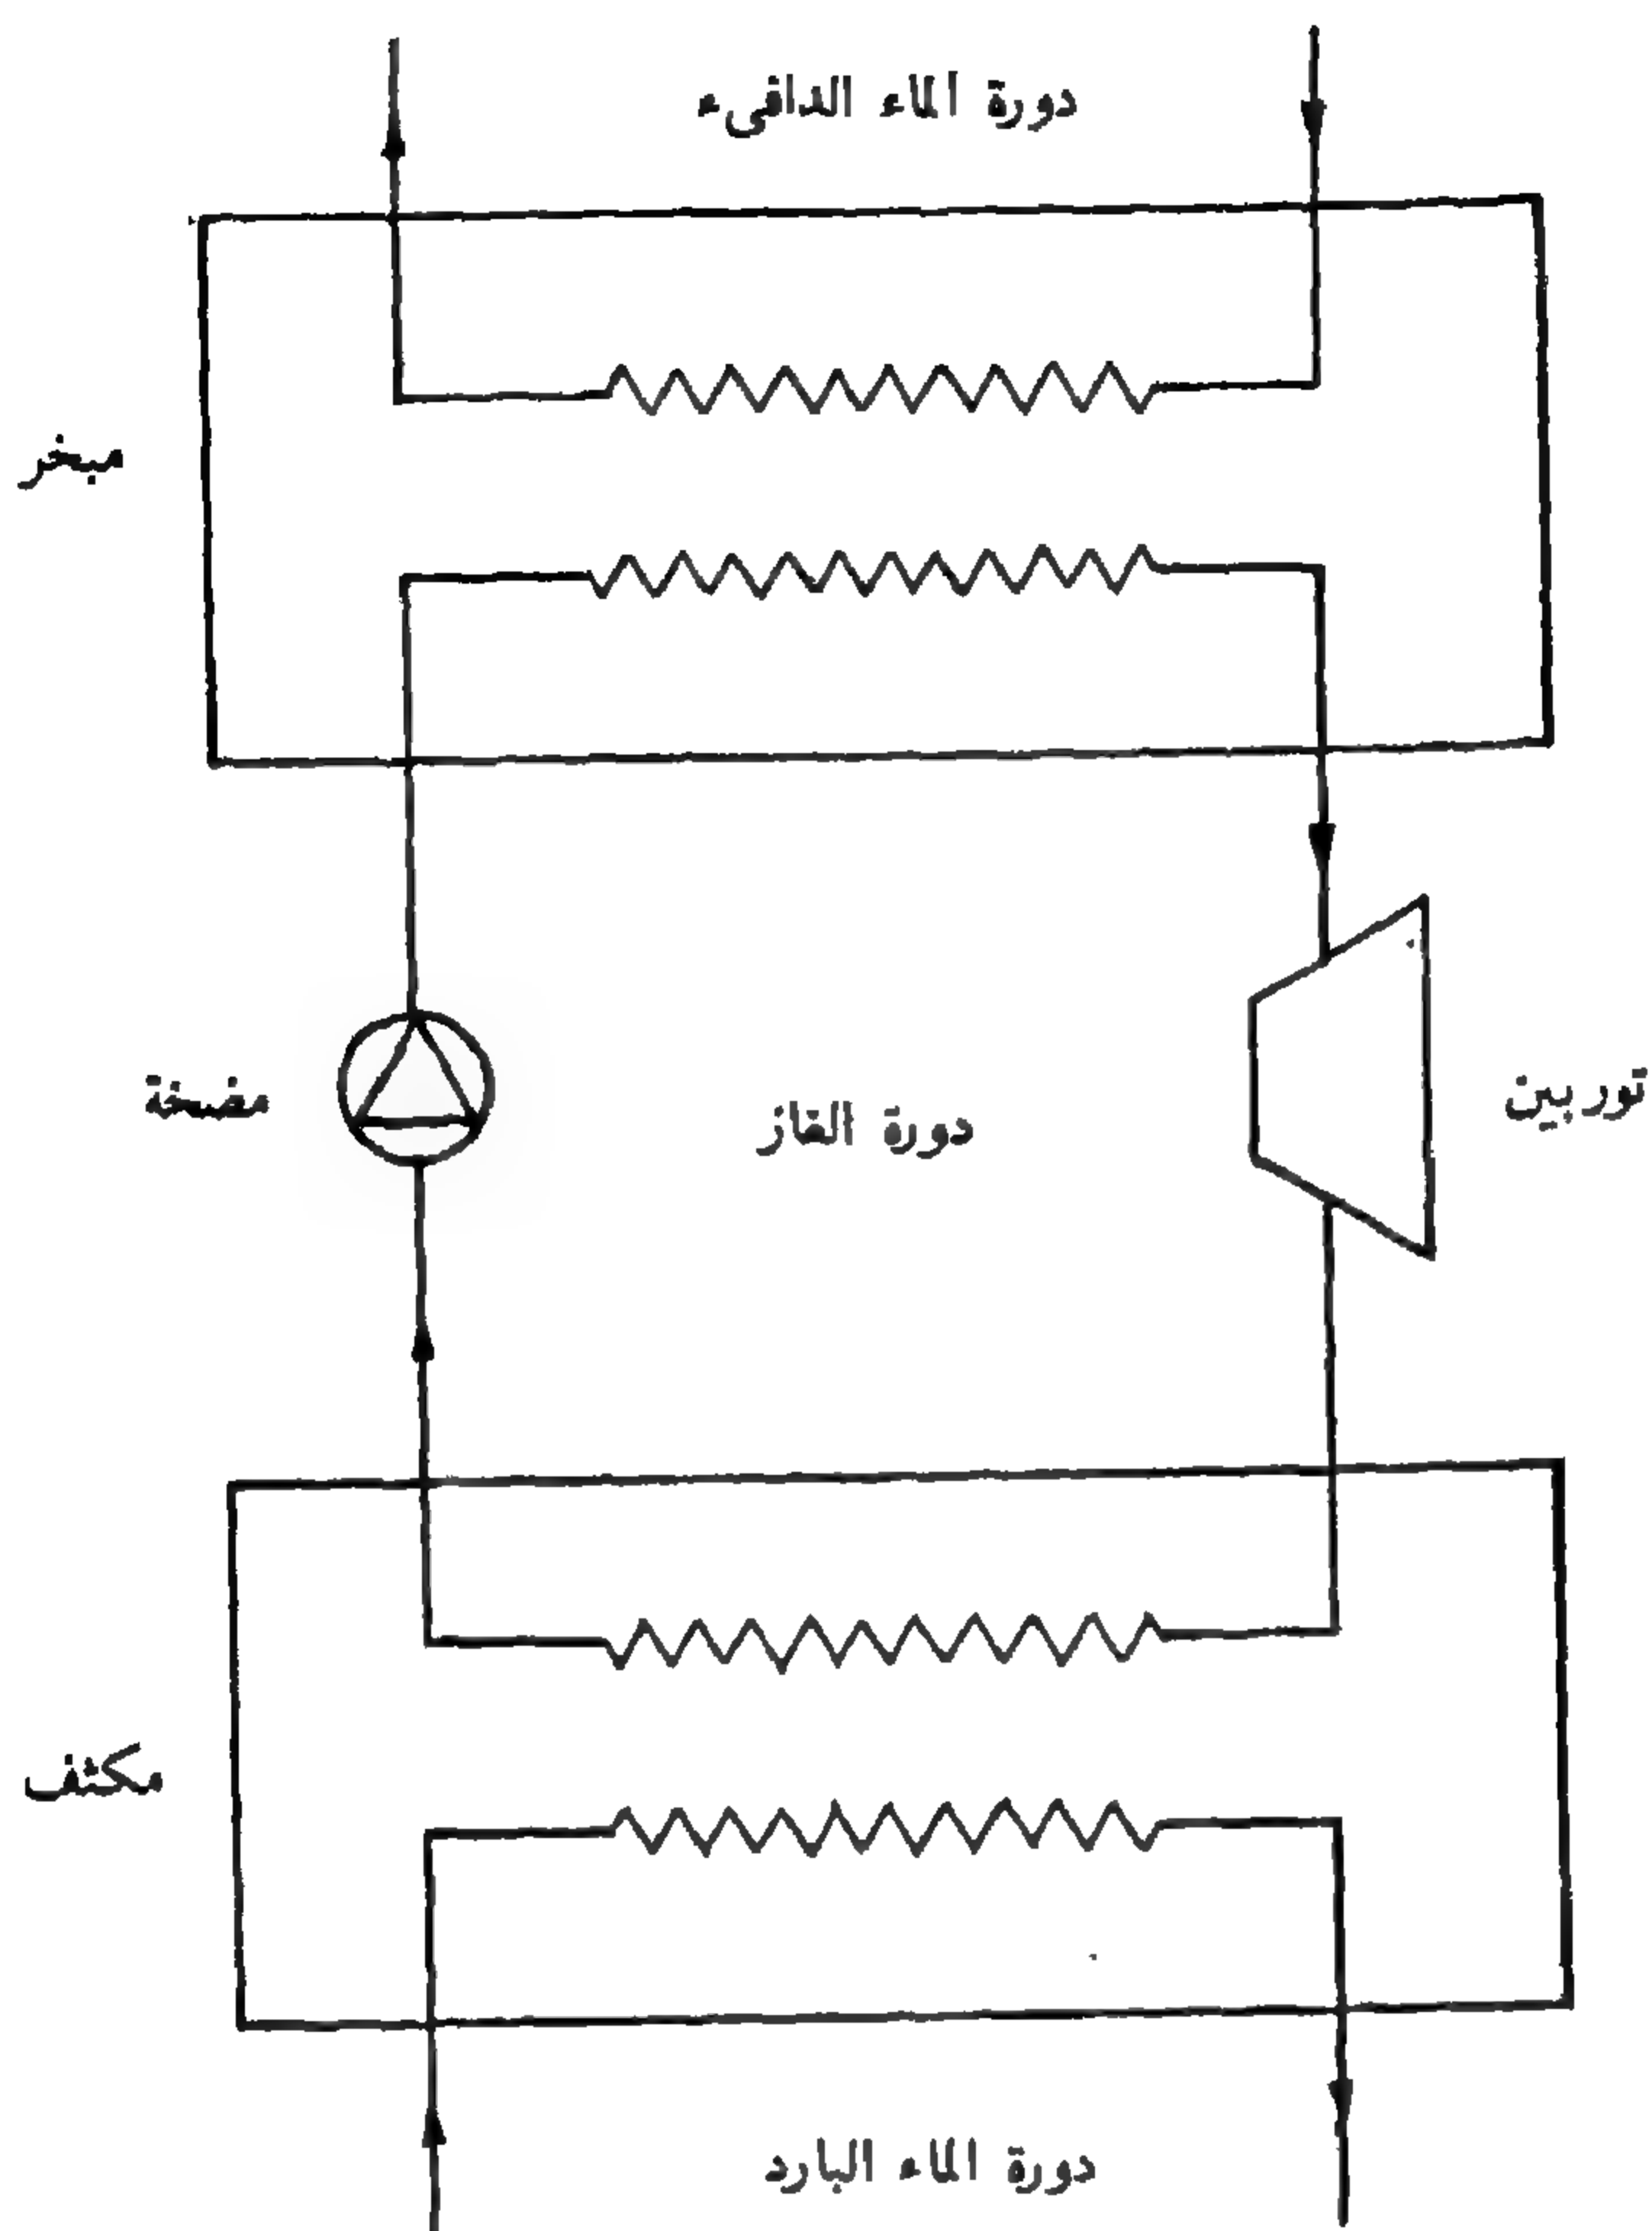 دورة الماء الدافىء
مبخر
توربين
دورة الغاز
مضخة
مكثف
دورة الماء البارد